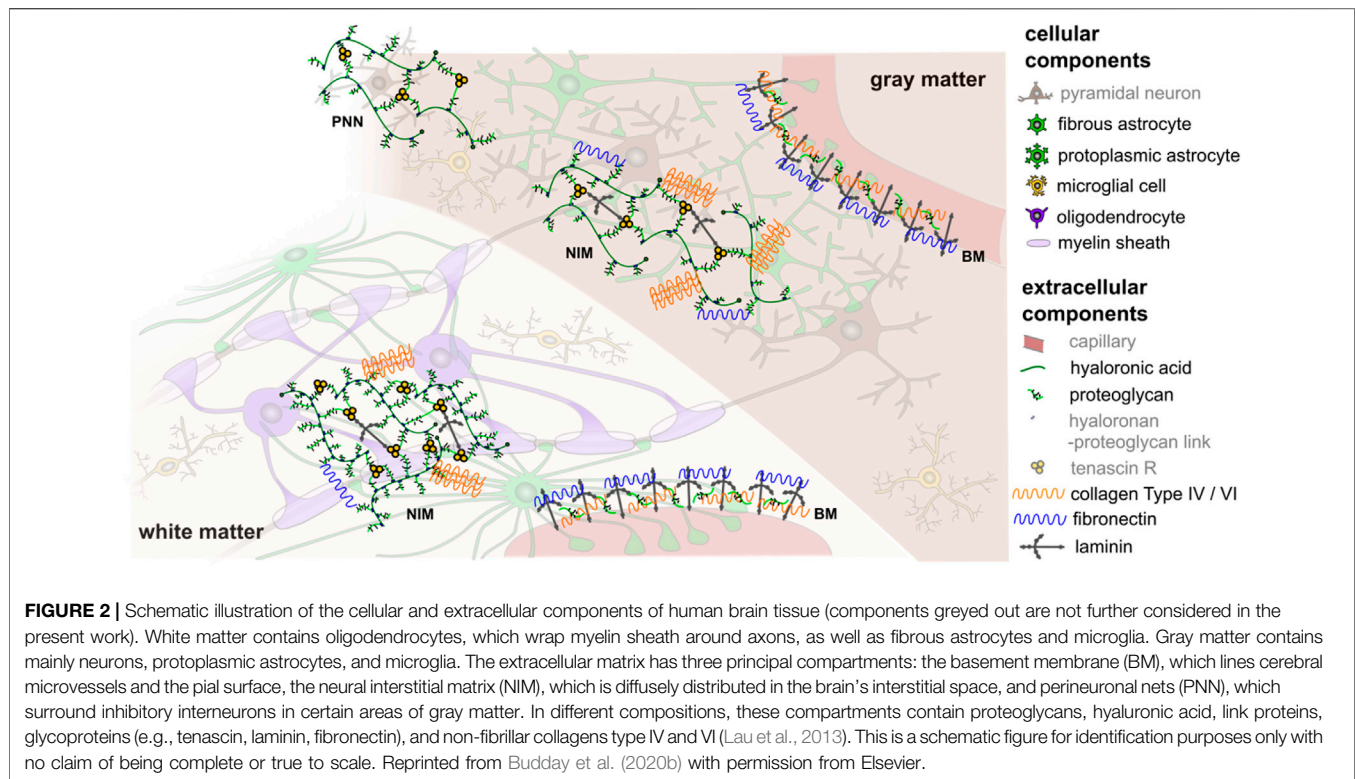 PNN
gray matter
NIM
BM
white matter
NIM
BM
cellular
components
pyramidal neuron
fibrous astrocyte
protoplasmic astrocyte
microglial cell
oligodendrocyte
myelin sheath
extracellular
components
capillary
hyaloronic acid
proteoglycan
hyaloronan
-proteoglycan link
tenascin R
collagen Type IV / VI
fibronectin
laminin
FIGURE 2 | Schematic illustration of the cellular and extracellular components of human brain tissue (components greyed out are not further considered in the
present work). White matter contains oligodendrocytes, which wrap myelin sheath around axons, as well as fibrous astrocytes and microglia. Gray matter contains
mainly neurons, protoplasmic astrocytes, and microglia. The extracellular matrix has three principal compartments: the basement membrane (BM), which lines cerebral
microvessels and the pial surface, the neural interstitial matrix (NIM), which is diffusely distributed in the brain's interstitial space, and perineuronal nets (PNN), which
surround inhibitory interneurons in certain areas of gray matter. In different compositions, these compartments contain proteoglycans, hyaluronic acid, link proteins,
glycoproteins (e.g., tenascin, laminin, fibronectin), and non-fibrillar collagens type IV and VI (Lau et al., 2013). This is a schematic figure for identification purposes only with
no claim of being complete or true to scale. Reprinted from Budday et al. (2020b) with permission from Elsevier.